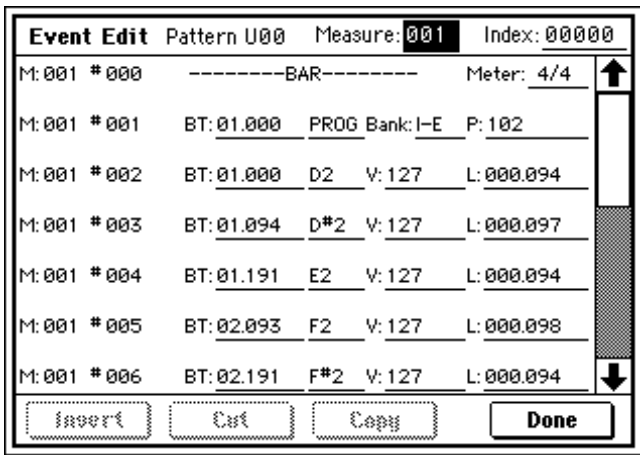 Event Edit Pattern U00 Measure: 001 Index: 00000
M: 001 #000 --------BAR-------- Meter: 4/4
M: 001 #001 BT: 01.000 PROG Bank: I-E P: 102
M: 001 #002 BT: 01.000 D2 V: 127 L: 000.094
M: 001 #003 BT: 01.094 D#2 V: 127 L: 000.097
M: 001 #004 BT: 01.191 E2 V: 127 L: 000.094
M: 001 #005 BT: 02.093 F2 V: 127 L: 000.098
M: 001 #006 BT: 02.191 F#2 V: 127 L: 000.094
Insert Cut Copy Done